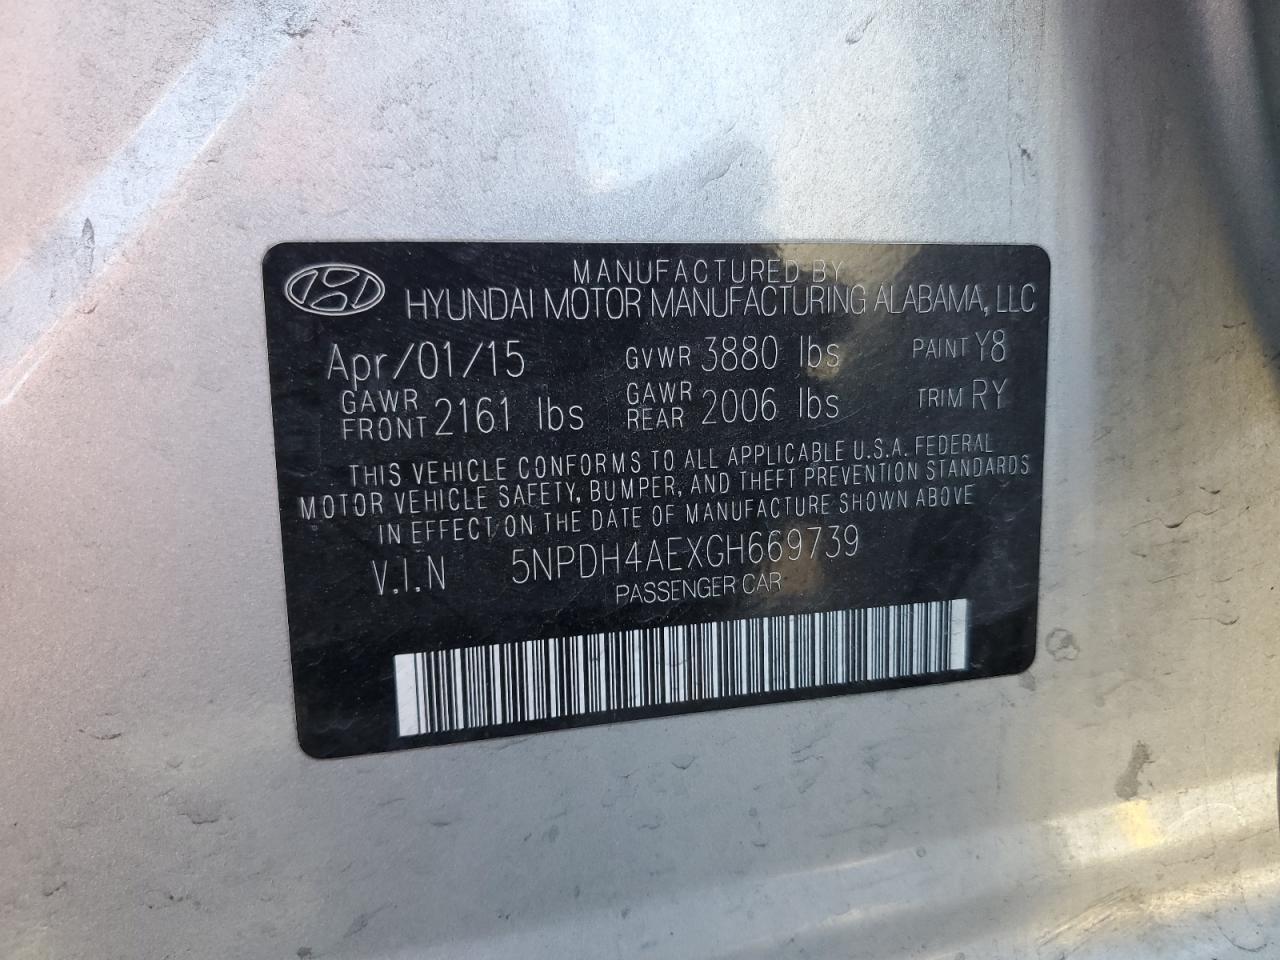 MANUFACTURED BY
HYUNDAI MOTOR MANUFACTURING ALABAMA, LLC
Apr/01/15 GVWR 3880 lbs PAINT Y8
GAWR FRONT 2161 lbs GAWR REAR 2006 lbs TRIM RY
THIS VEHICLE CONFORMS TO ALL APPLICABLE U.S.A. FEDERAL
MOTOR VEHICLE SAFETY, BUMPER, AND THEFT PREVENTION STANDARDS
IN EFFECT ON THE DATE OF MANUFACTURE SHOWN ABOVE
V.I.N 5NPDH4AEXGH669739
PASSENGER CAR